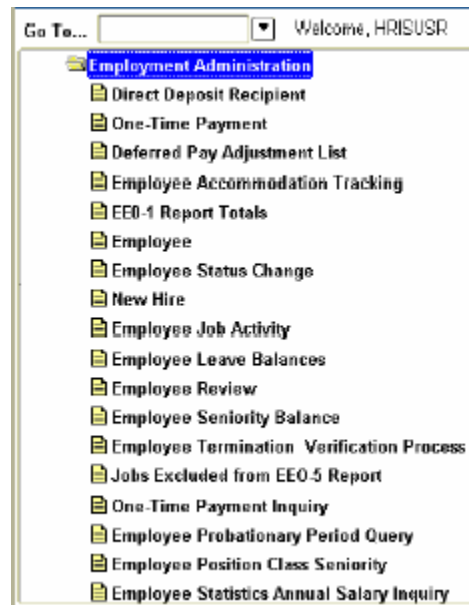 Go To... Welcome, HRISUSR
Employment Administration
Direct Deposit Recipient
One-Time Payment
Deferred Pay Adjustment List
Employee Accommodation Tracking
EEO-1 Report Totals
Employee
Employee Status Change
New Hire
Employee Job Activity
Employee Leave Balances
Employee Review
Employee Seniority Balance
Employee Termination Verification Process
Jobs Excluded from EEO-5 Report
One-Time Payment Inquiry
Employee Probationary Period Query
Employee Position Class Seniority
Employee Statistics Annual Salary Inquiry